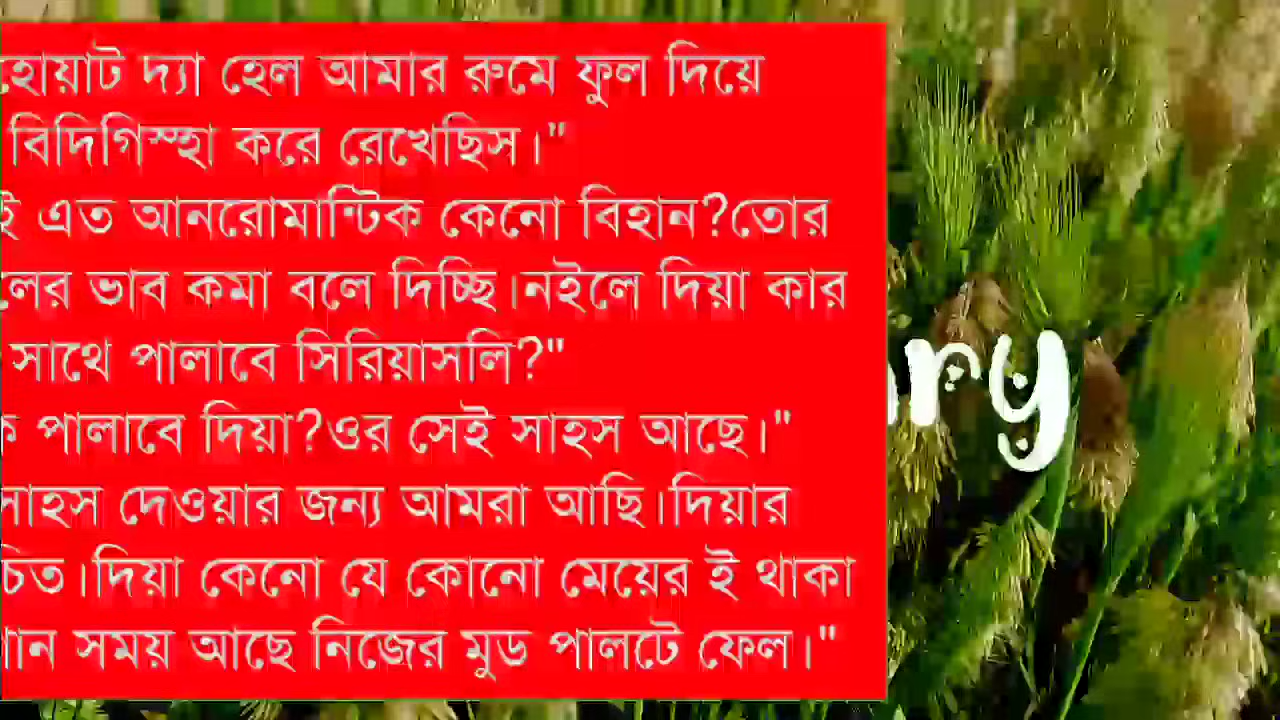 হোয়াট দ্যা হেল আমার রুমে ফুল দিয়ে
বিদিগিস্হা করে রেখেছিস।"
এত আনরোমান্টিক কেনো বিহান?তোর
ভাব কমা বলে দিচ্ছি।নইলে দিয়া কার
সাথে পালাবে সিরিয়াসলি?"
পালাবে দিয়া?ওর সেই সাহস আছে।"
সাহস দেওয়ার জন্য আমরা আছি।দিয়ার
দিয়া কেনো যে কোনো মেয়ের ই থাকা
সময় আছে নিজের মুড পালটে ফেল।"